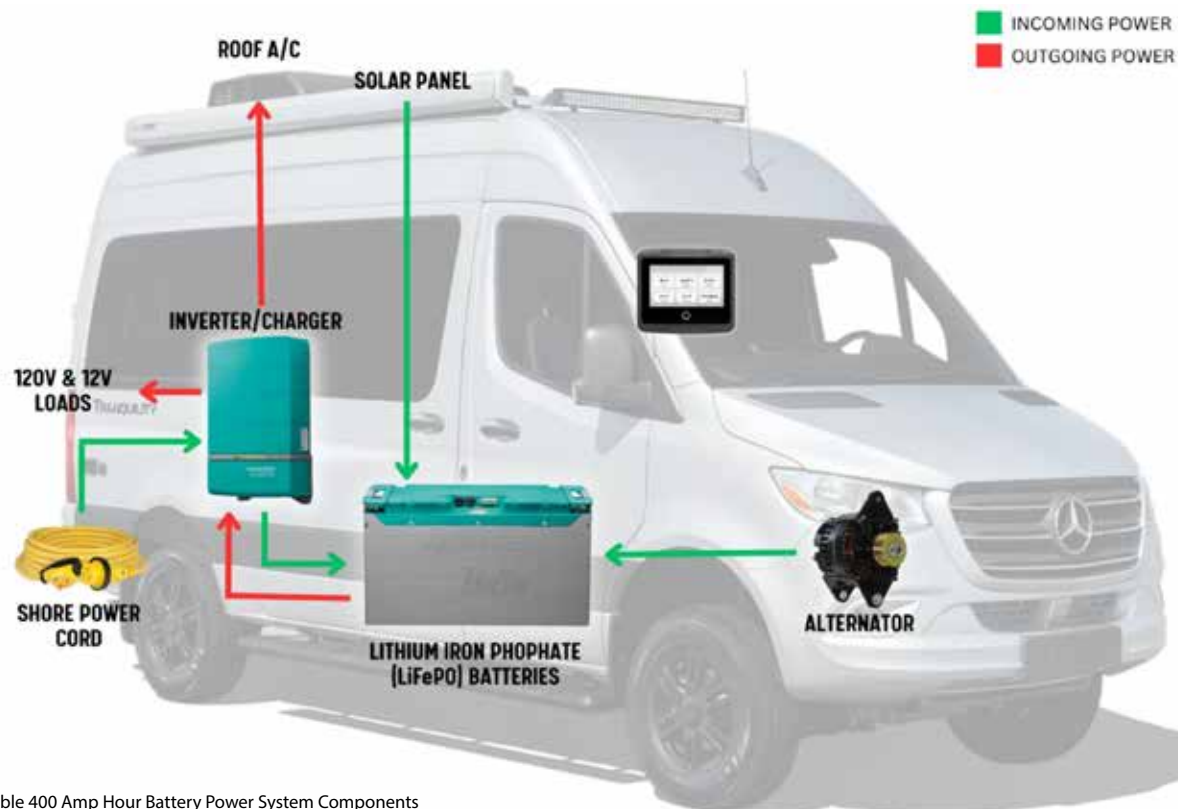 INCOMING POWER
OUTGOING POWER
ROOF A/C
SOLAR PANEL
INVERTER/CHARGER
120V & 12V
LOADS
TRANQUILITY
SHORE POWER
CORD
LITHIUM IRON PHOPHATE
(LiFePO) BATTERIES
ALTERNATOR
ble 400 Amp Hour Battery Power System Components